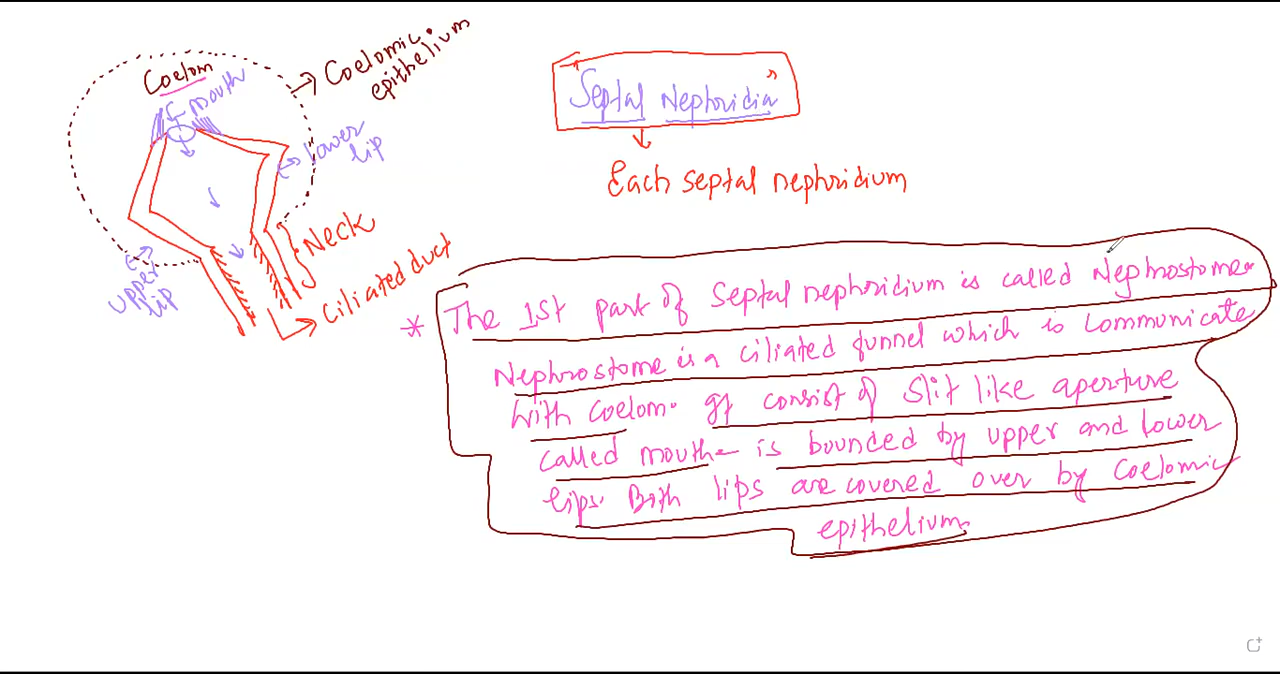 Coelom
mouth
Coelomic
epithelium
Lower
lip
Neck
Ciliated duct
upper
lip
Septal Nephridia
Each septal nephridium
* The 1st part of Septal nephridium is called Nephrostome
Nephrostome is a ciliated funnel which is Communicate
with coelom. It consist of slit like aperture
called mouth is bounded by upper and lower
lips. Both lips are covered over by Coelomic
epithelium